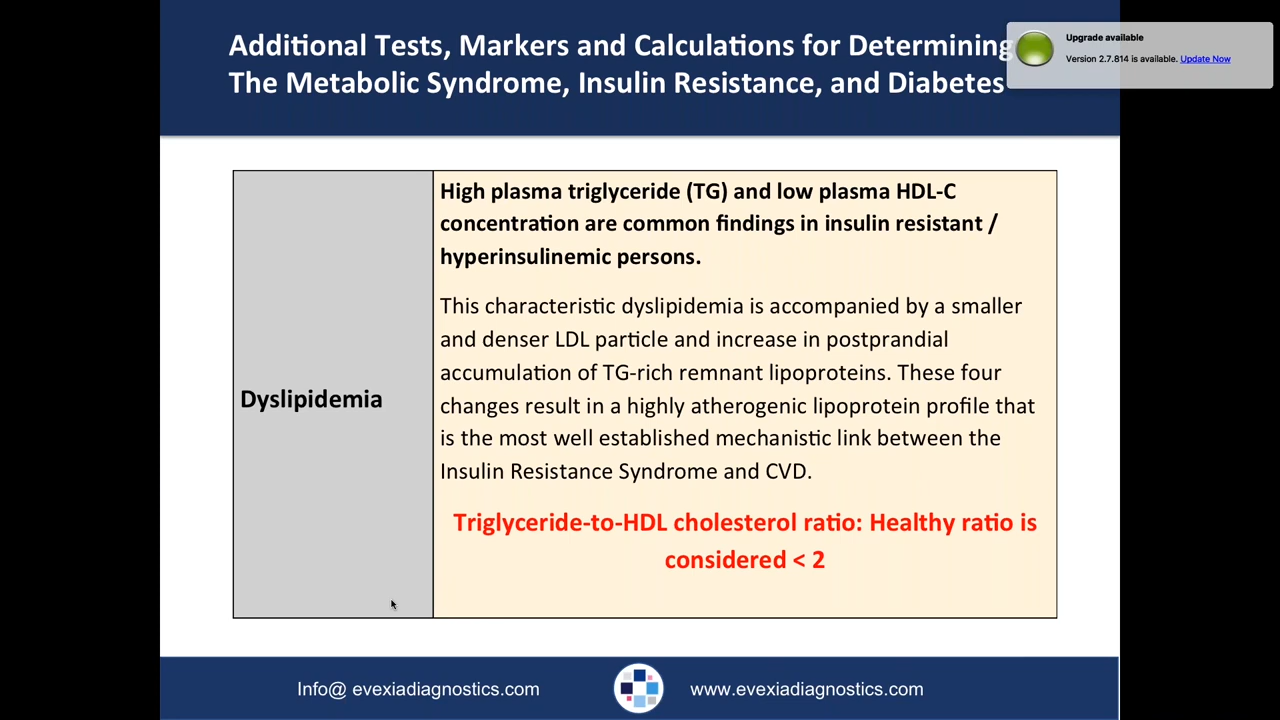 Additional Tests, Markers and Calculations for Determining
The Metabolic Syndrome, Insulin Resistance, and Diabetes
Upgrade available
Version 2.7.814 is available. Update Now
Dyslipidemia
High plasma triglyceride (TG) and low plasma HDL-C
concentration are common findings in insulin resistant /
hyperinsulinemic persons.
This characteristic dyslipidemia is accompanied by a smaller
and denser LDL particle and increase in postprandial
accumulation of TG-rich remnant lipoproteins. These four
changes result in a highly atherogenic lipoprotein profile that
is the most well established mechanistic link between the
Insulin Resistance Syndrome and CVD.
Triglyceride-to-HDL cholesterol ratio: Healthy ratio is
considered < 2
Info@ evexiadiagnostics.com
www.evexiadiagnostics.com